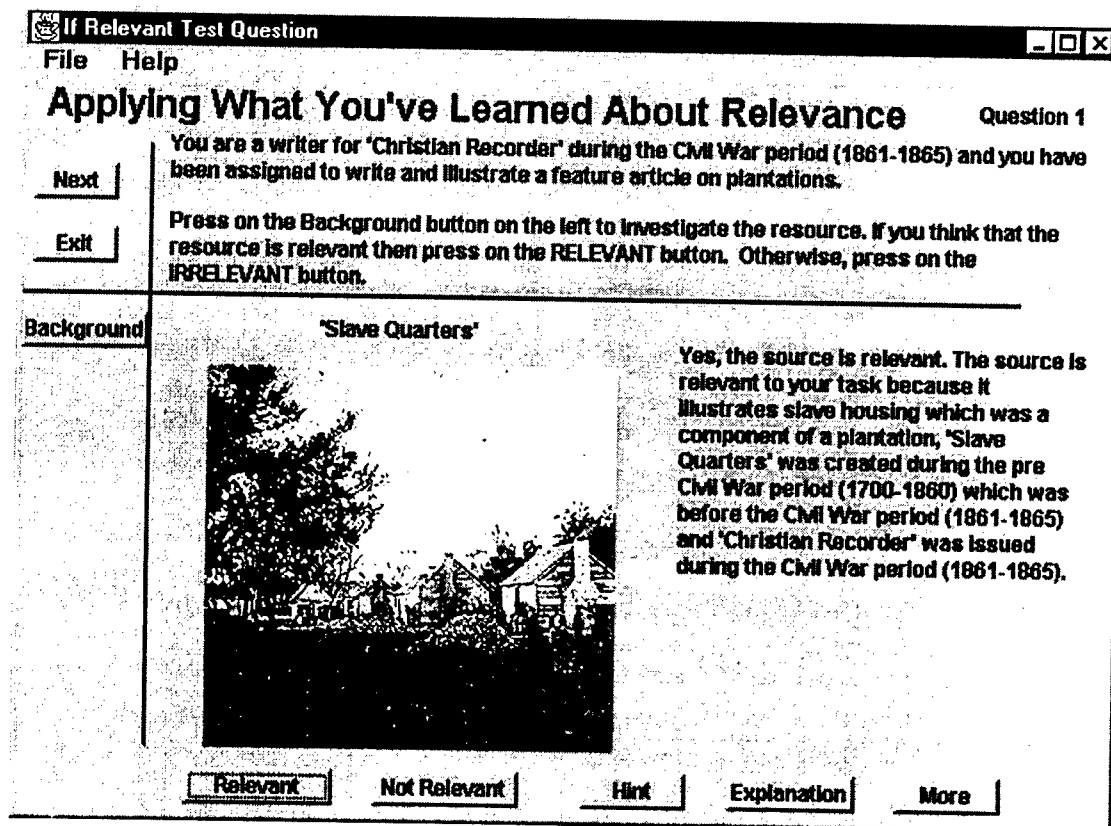 If Relevant Test Question
File Help
Applying What You've Learned About Relevance
Question 1
You are a writer for 'Christian Recorder' during the Civil War period (1861-1865) and you have
been assigned to write and illustrate a feature article on plantations.
Next
Press on the Background button on the left to investigate the resource. If you think that the
resource is relevant then press on the RELEVANT button. Otherwise, press on the
IRRELEVANT button.
Exit
Background
'Slave Quarters'
Yes, the source is relevant. The source is
relevant to your task because it
illustrates slave housing which was a
component of a plantation, 'Slave
Quarters' was created during the pre
Civil War period (1700-1860) which was
before the Civil War period (1861-1865)
and 'Christian Recorder' was issued
during the Civil War period (1861-1865).
Relevant
Not Relevant
Hint
Explanation
More